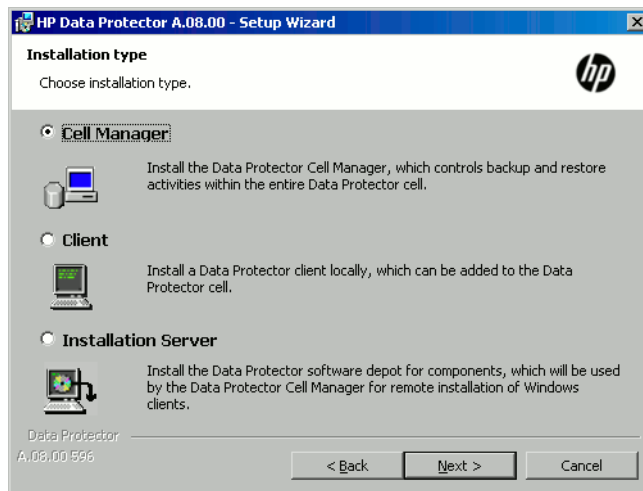 HP Data Protector A.08.00 - Setup Wizard
Installation type
Choose installation type.
hp
Cell Manager
Install the Data Protector Cell Manager, which controls backup and restore
activities within the entire Data Protector cell.
Client
Install a Data Protector client locally, which can be added to the Data
Protector cell.
Installation Server
Install the Data Protector software depot for components, which will be used
by the Data Protector Cell Manager for remote installation of Windows
clients.
Data Protector
A.08.00 596
< Back Next > Cancel